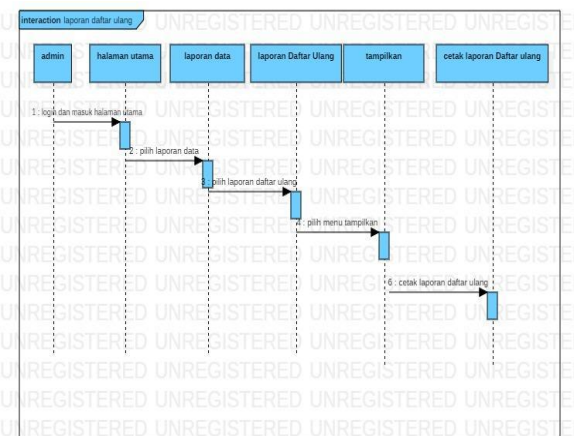 interaction laporan daftar ulang
admin
halaman utama
laporan data
laporan Daftar Ulang
tampilkan
cetak laporan Daftar ulang
1 : login dan masuk halaman utama
2 : pilih laporan data
3 : pilih laporan daftar ulang
4 : pilih menu tampilkan
6 : cetak laporan daftar ulang
UNREGISTERED